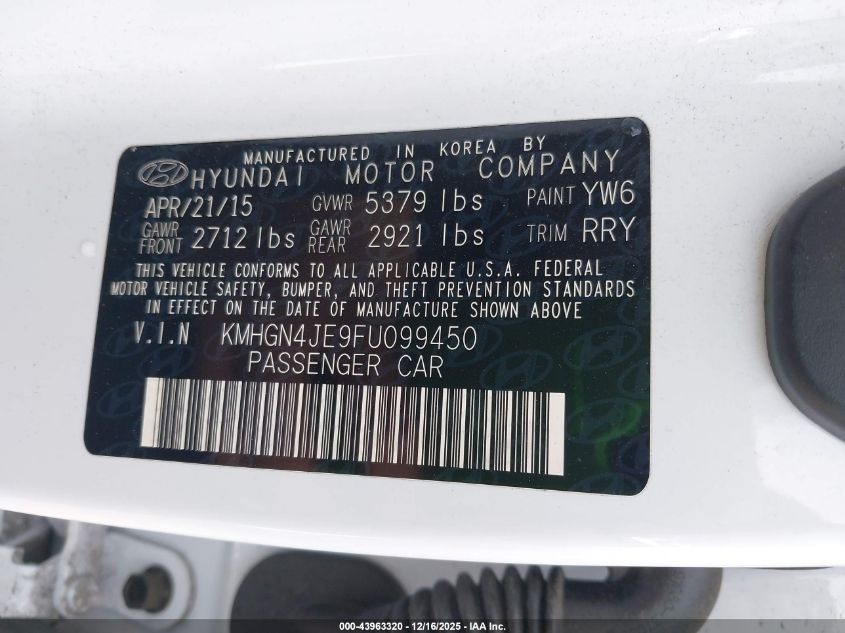 MANUFACTURED IN KOREA BY
HYUNDAI MOTOR COMPANY
APR/21/15 GVWR 5379 lbs PAINT YW6
GAWR FRONT 2712 lbs GAWR REAR 2921 lbs TRIM RRY
THIS VEHICLE CONFORMS TO ALL APPLICABLE U.S.A. FEDERAL
MOTOR VEHICLE SAFETY, BUMPER, AND THEFT PREVENTION STANDARDS
IN EFFECT ON THE DATE OF MANUFACTURE SHOWN ABOVE
V.I.N KMHGN4JE9FU099450
PASSENGER CAR
000-43963320 - 12/16/2025 - IAA Inc.